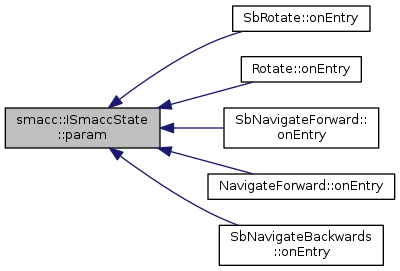 SbRotate::onEntry
Rotate::onEntry
smacc::ISmaccState
::param
SbNavigateForward::
onEntry
NavigateForward::onEntry
SbNavigateBackwards
::onEntry